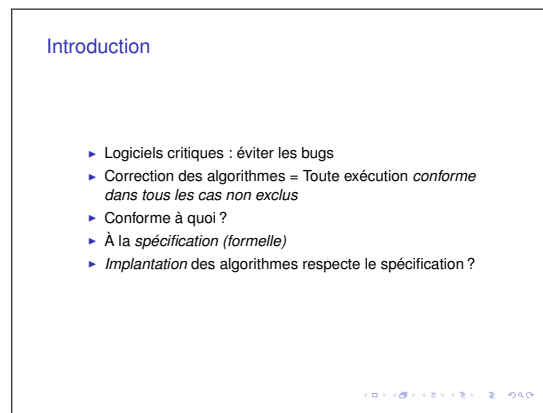 Introduction
Logiciels critiques : éviter les bugs
Correction des algorithmes = Toute exécution conforme
dans tous les cas non exclus
Conforme à quoi ?
À la spécification (formelle)
Implantation des algorithmes respecte le spécification ?